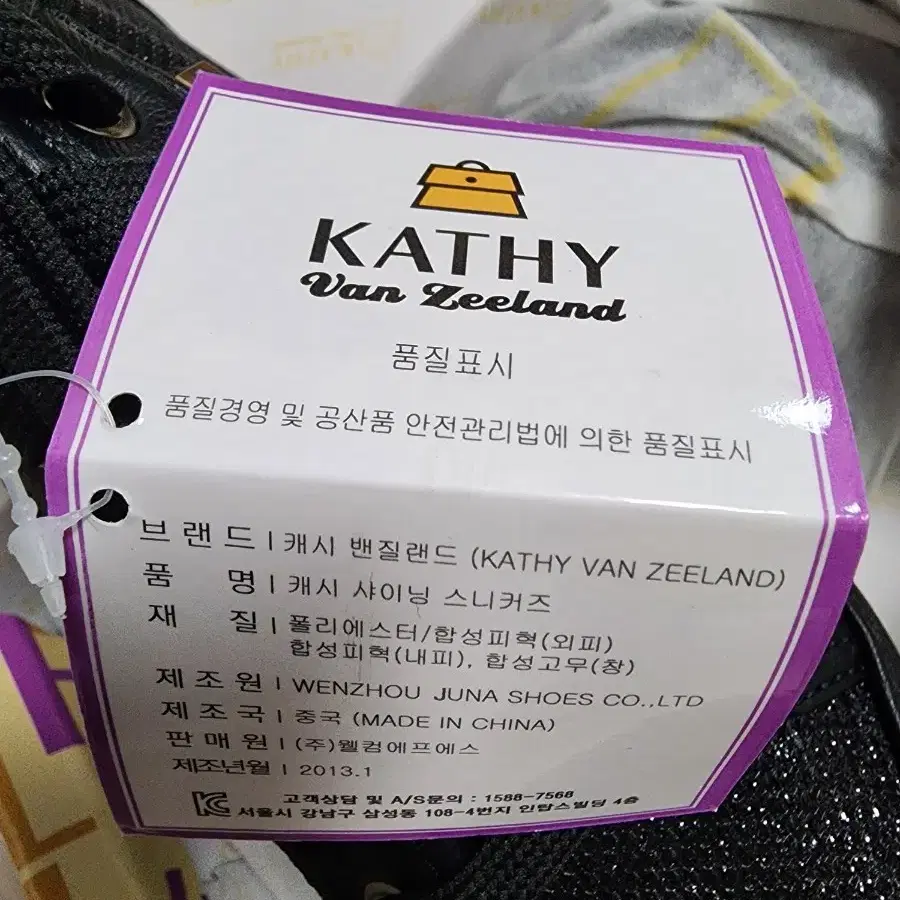 KATHY
Van Zeeland
품질표시
품질경영 및 공산품 안전관리법에 의한 품질표시
브랜드 | 캐시 밴질랜드 (KATHY VAN ZEELAND)
품 명 | 캐시 샤이닝 스니커즈
재 질 | 폴리에스터/합성피혁(외피)
합성피혁(내피), 합성고무(창)
제조원 | WENZHOU JUNA SHOES CO.,LTD
제조국 | 중국 (MADE IN CHINA)
판매원 | (주)웰컴에프에스
제조년월 | 2013.1
고객상담 및 A/S문의 : 1588-7568
서울시 강남구 삼성동 108-4번지 인탑스빌딩 4층